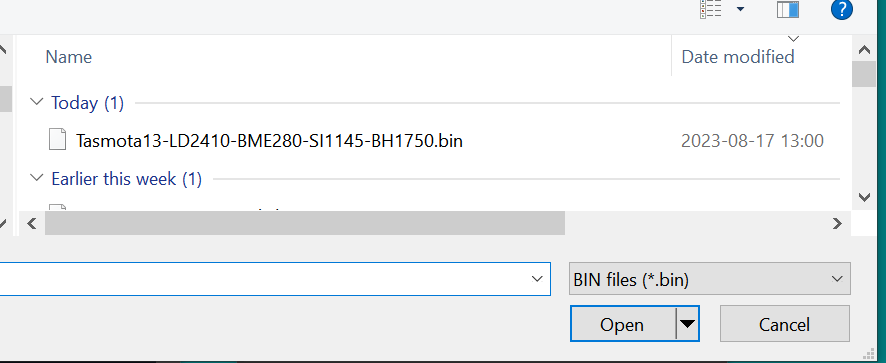 ?
Name Date modified
Today (1)
Tasmota13-LD2410-BME280-SI1145-BH1750.bin 2023-08-17 13:00
Earlier this week (1)
BIN files (*.bin)
Open Cancel